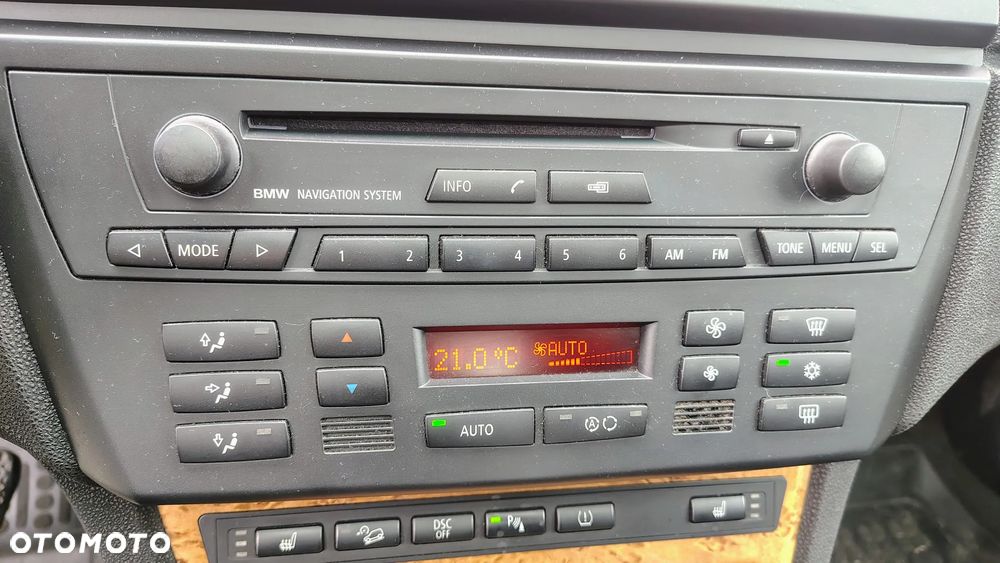 BMW NAVIGATION SYSTEM
INFO
MODE
1 2
3 4
5 6
AM FM
TONE
MENU
SEL
21.0°C
AUTO
AUTO
A
DSC
OFF
P
OTOMOTO